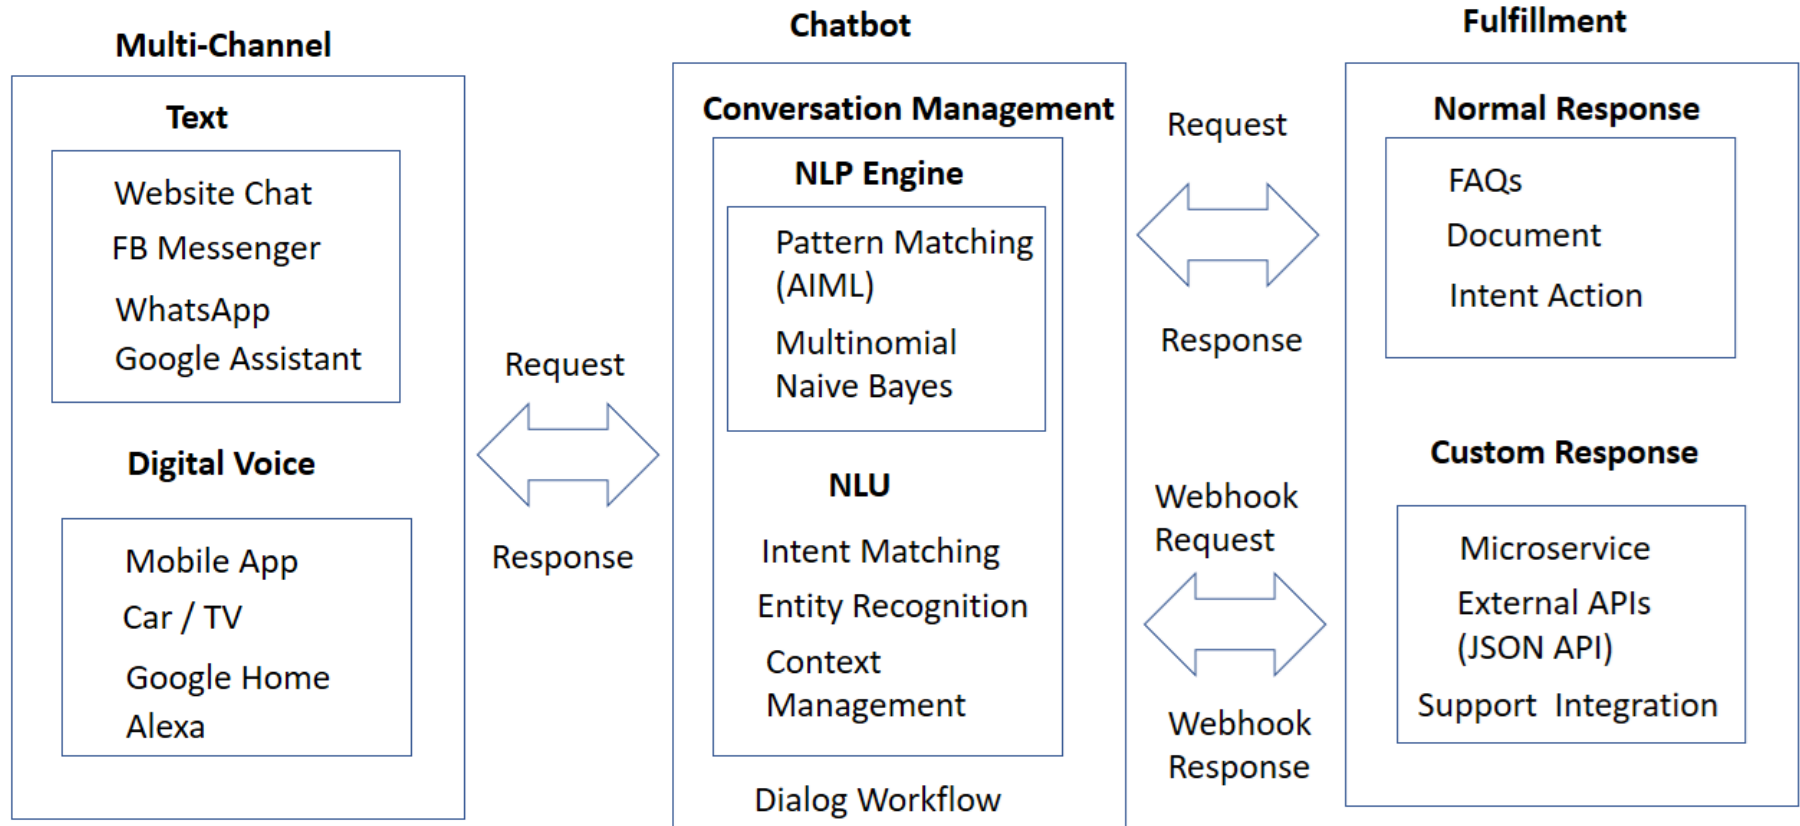 Multi-Channel
Text
Website Chat
FB Messenger
WhatsApp
Google Assistant
Digital Voice
Mobile App
Car / TV
Google Home
Alexa
Request
Response
Chatbot
Conversation Management
NLP Engine
Pattern Matching
(AIML)
Multinomial
Naive Bayes
NLU
Intent Matching
Entity Recognition
Context
Management
Dialog Workflow
Request
Response
Webhook
Request
Webhook
Response
Fulfillment
Normal Response
FAQs
Document
Intent Action
Custom Response
Microservice
External APIs
(JSON API)
Support Integration